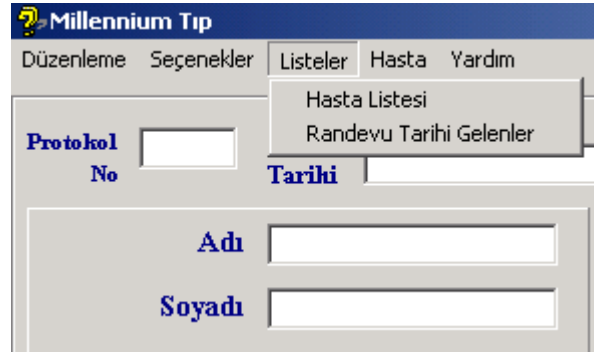 Millennium Tıp
Düzenleme Seçenekler Listeler Hasta Yardım
Hasta Listesi
Randevu Tarihi Gelenler
Protokol
No
Tarihi
Adı
Soyadı